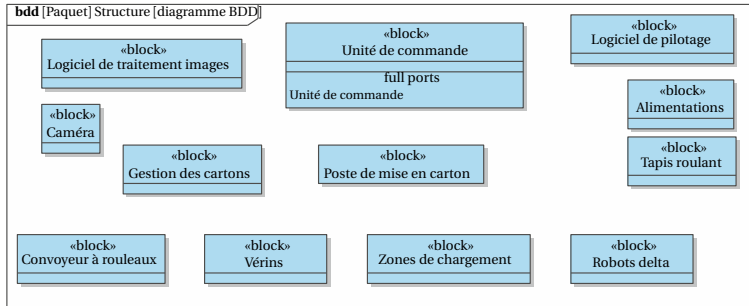 bdd [Paquet] Structure [diagramme BDD]
«block»
Logiciel de traitement images
«block»
Unité de commande
full ports
Unité de commande
«block»
Logiciel de pilotage
«block»
Caméra
«block»
Alimentations
«block»
Gestion des cartons
«block»
Poste de mise en carton
«block»
Tapis roulant
«block»
Convoyeur à rouleaux
«block»
Vérins
«block»
Zones de chargement
«block»
Robots delta